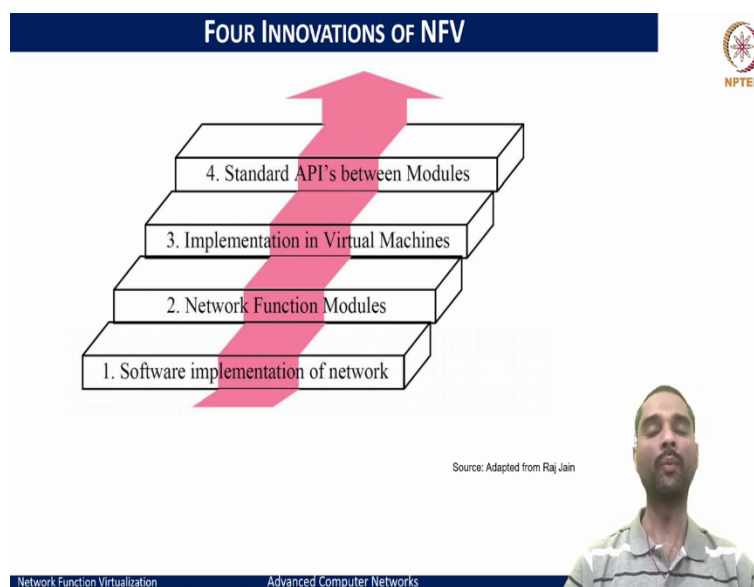 FOUR INNOVATIONS OF NFV
NPTEL
4. Standard API's between Modules
3. Implementation in Virtual Machines
2. Network Function Modules
1. Software implementation of network
Source: Adapted from Raj Jain
Network Function Virtualization
Advanced Computer Networks